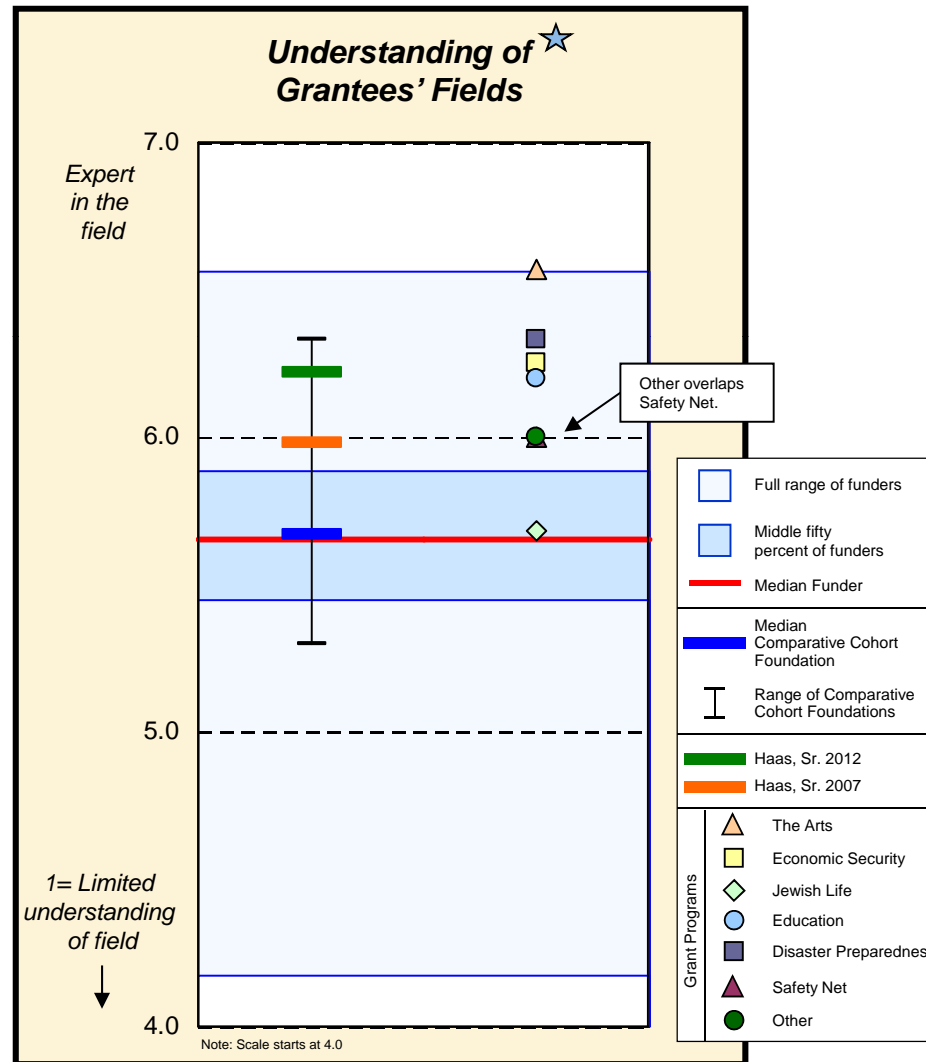 Understanding of
Grantees’ Fields
7.0
Expert
in the
field
6.0
Other overlaps
Safety Net.
5.0
1= Limited
understanding
of field
4.0
Note: Scale starts at 4.0
Full range of funders
Middle fifty
percent of funders
Median Funder
Median
Comparative Cohort
Foundation
Range of Comparative
Cohort Foundations
Haas, Sr. 2012
Haas, Sr. 2007
Grant Programs
The Arts
Economic Security
Jewish Life
Education
Disaster Preparednes
Safety Net
Other